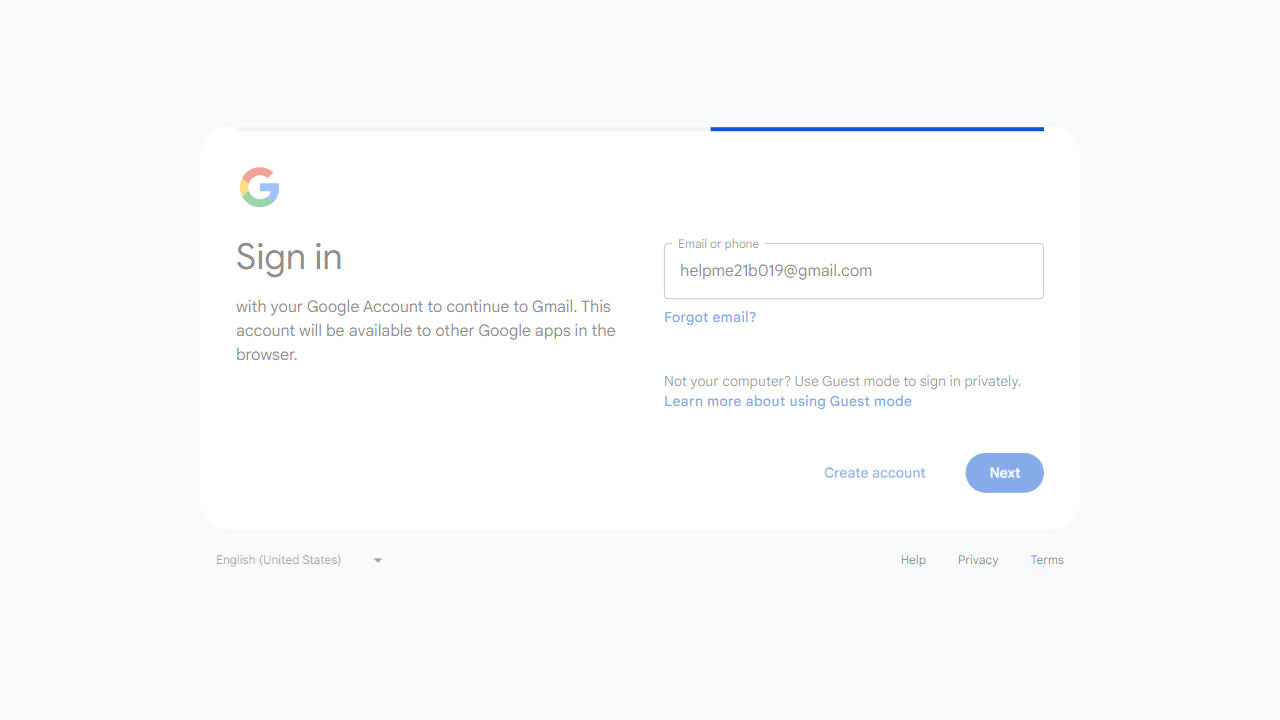 Sign in
with your Google Account to continue to Gmail. This
account will be available to other Google apps in the
browser.
Email or phone
helpme21b019@gmail.com
Forgot email?
Not your computer? Use Guest mode to sign in privately.
Learn more about using Guest mode
Create account
Next
English (United States)
Help
Privacy
Terms